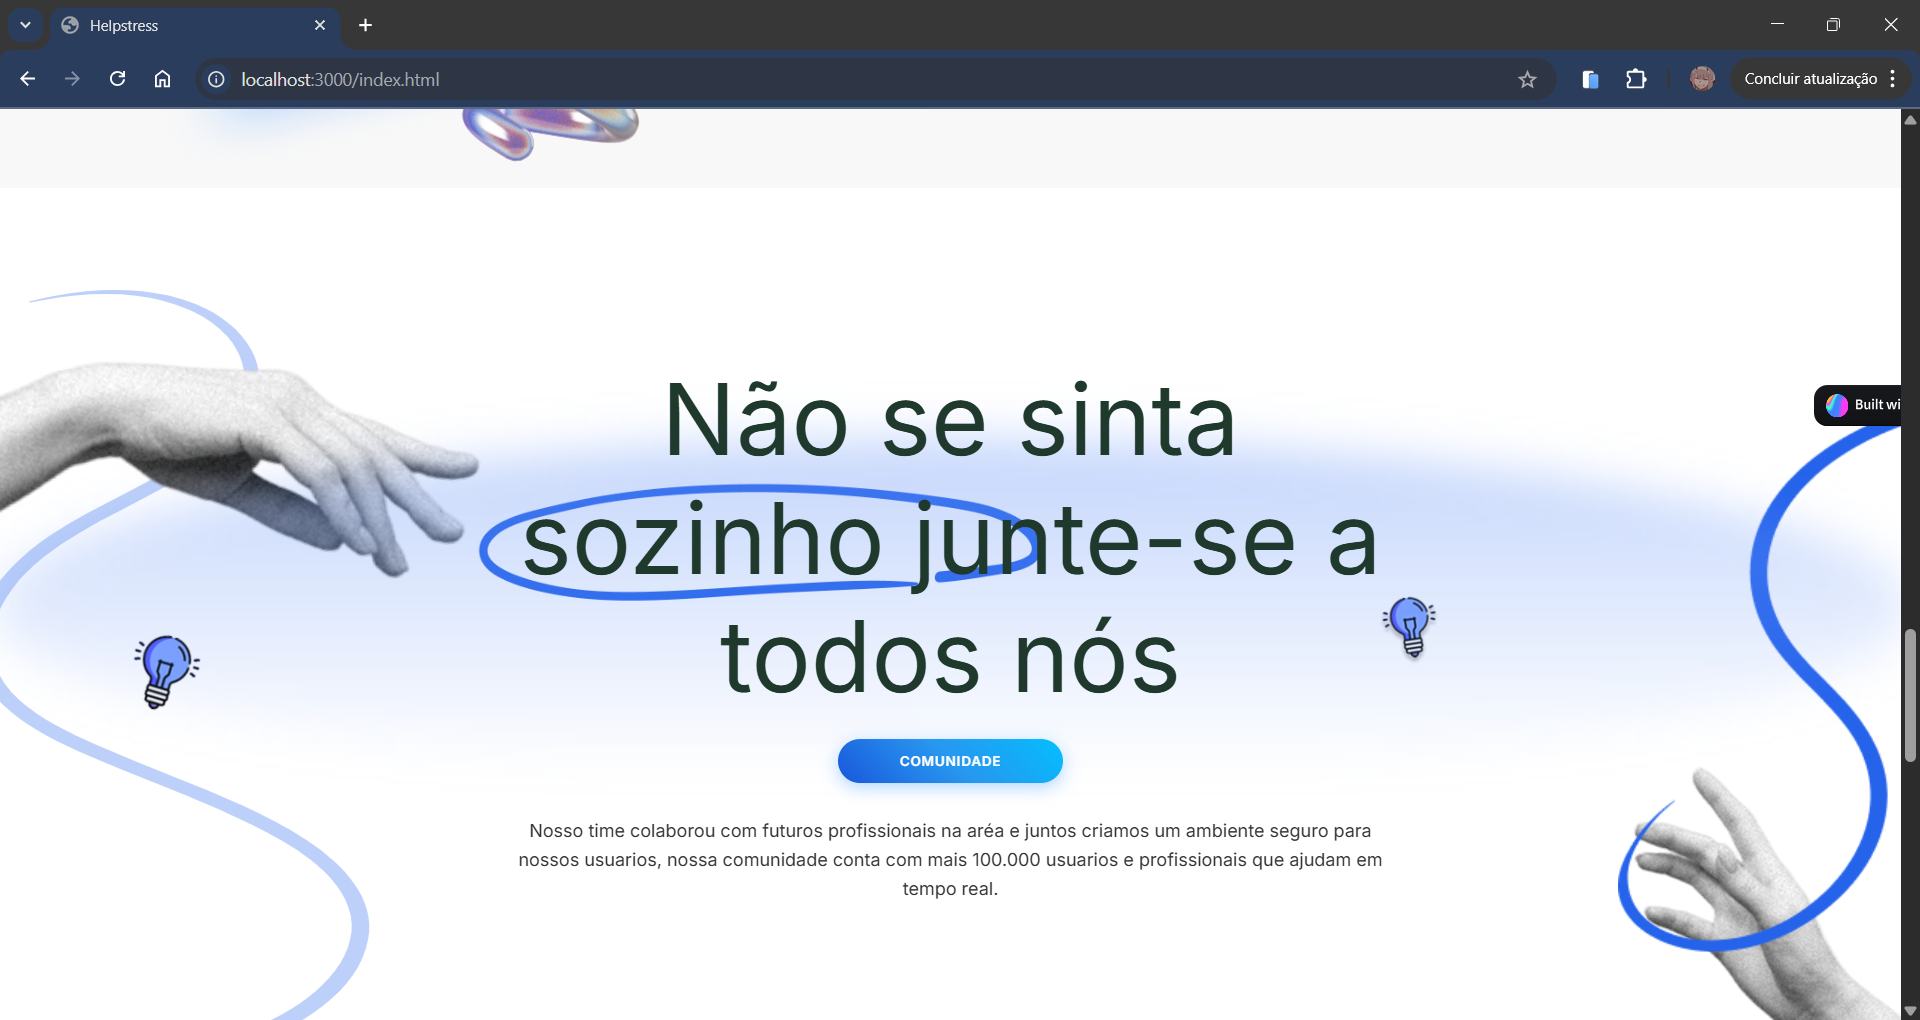 Helpstress
localhost:3000/index.html
Concluir atualização
Não se sinta
sozinho junte-se a
todos nós
Built wi
COMUNIDADE
Nosso time colaborou com futuros profissionais na aréa e juntos criamos um ambiente seguro para
nossos usuarios, nossa comunidade conta com mais 100.000 usuarios e profissionais que ajudam em
tempo real.